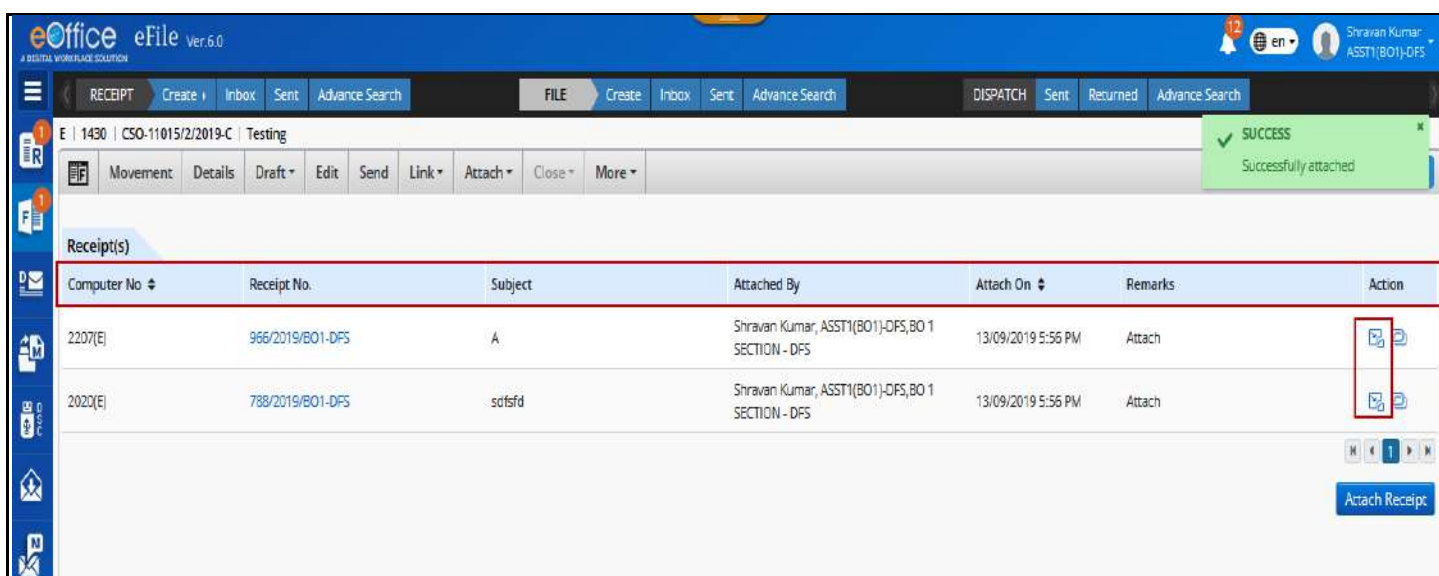 eOffice eFile Ver.6.0
A DIGITAL WORKPLACE SOLUTION
12
en
Shravan Kumar
ASST1(BO1)-DFS
RECEIPT Create Inbox Sent Advance Search FILE Create Inbox Sent Advance Search DISPATCH Sent Returned Advance Search
1
R
E | 1430 | CSO-11015/2/2019-C | Testing
SUCCESS x
Successfully attached
F Movement Details Draft Edit Send Link Attach Close More
1
F
Receipt(s)
D
Computer No Receipt No. Subject Attached By Attach On Remarks Action
2207(E) 966/2019/BO1-DFS A Shravan Kumar, ASST1(BO1)-DFS,BO 1 13/09/2019 5:56 PM Attach
SECTION - DFS
M
2020(E) 788/2019/BO1-DFS sdfsfd Shravan Kumar, ASST1(BO1)-DFS,BO 1 13/09/2019 5:56 PM Attach
SECTION - DFS
DSC
1
Attach Receipt
N